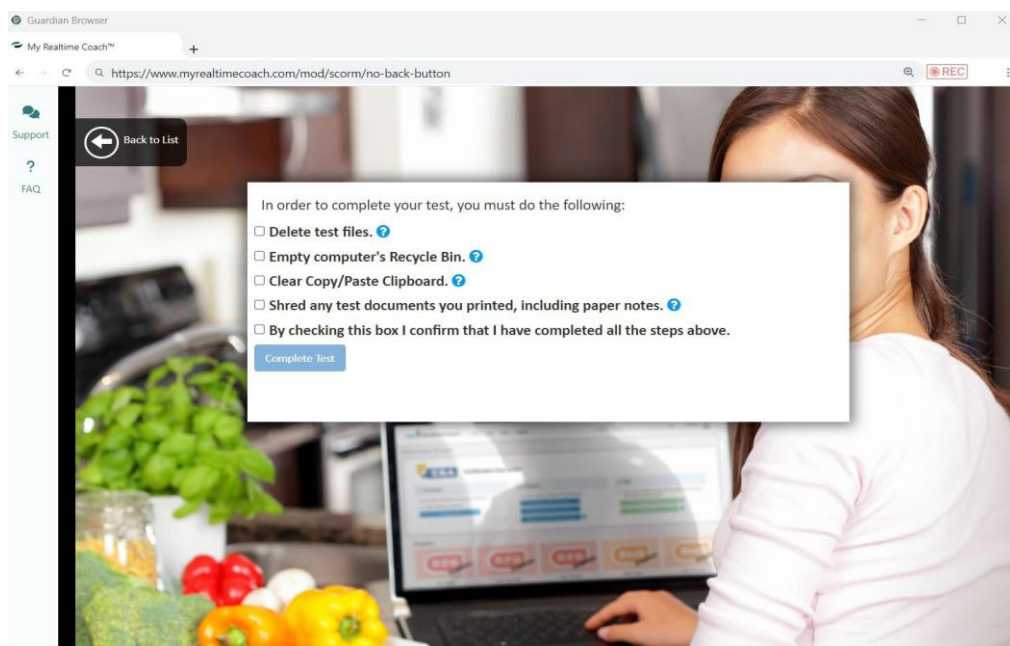 Guardian Browser
My Realtime Coach™
https://www.myrealtimecoach.com/mod/scorm/no-back-button
REC
Support
Back to List
?
FAQ
In order to complete your test, you must do the following:
Delete test files. ?
Empty computer's Recycle Bin. ?
Clear Copy/Paste Clipboard. ?
Shred any test documents you printed, including paper notes. ?
By checking this box I confirm that I have completed all the steps above.
Complete Test